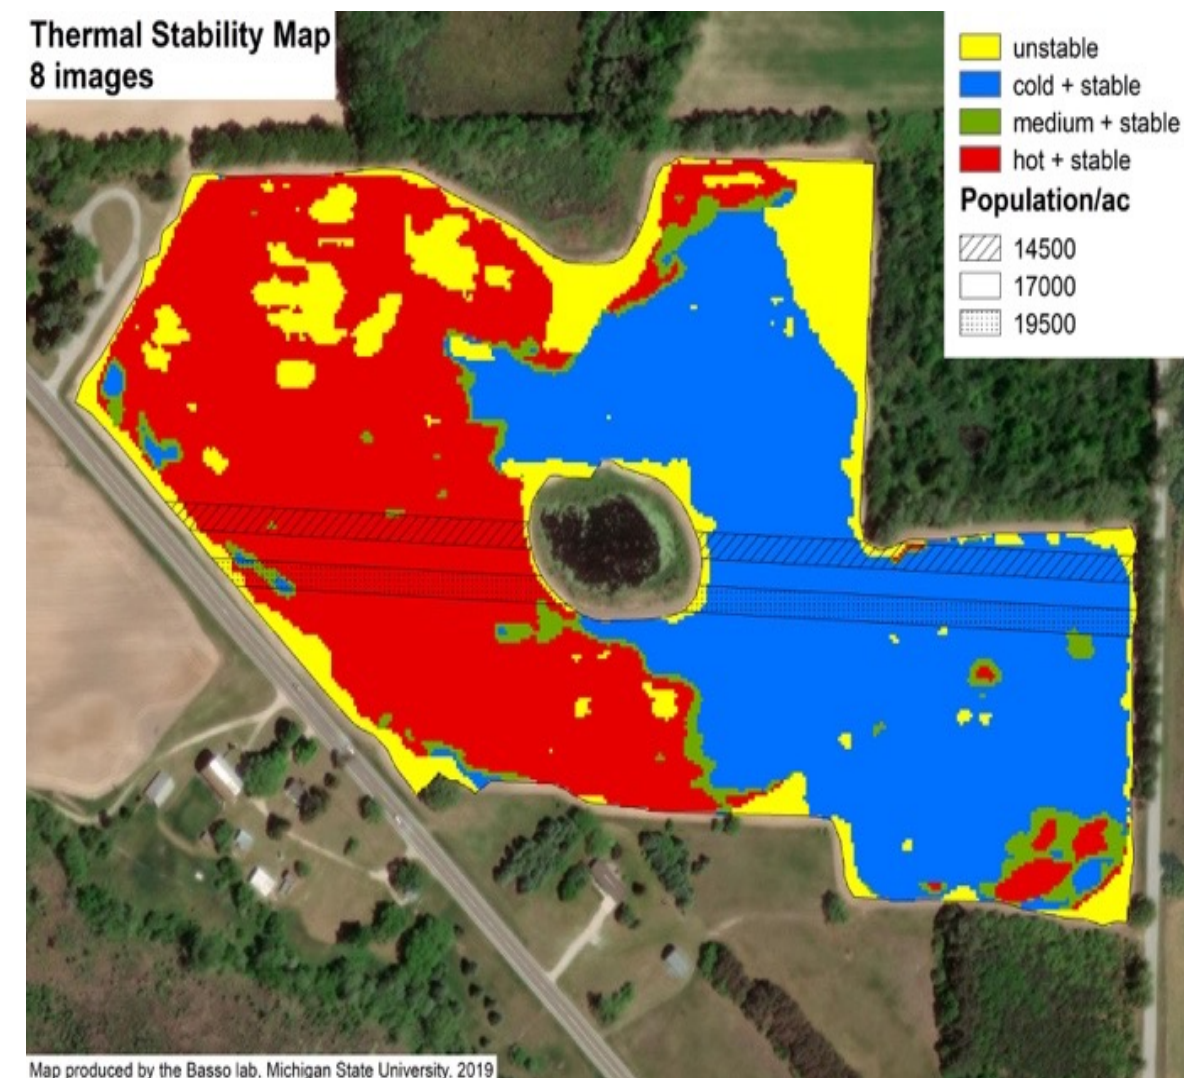 Thermal Stability Map
8 images
unstable
cold + stable
medium + stable
hot + stable
Population/ac
14500
17000
19500
Map produced by the Basso lab, Michigan State University, 2019